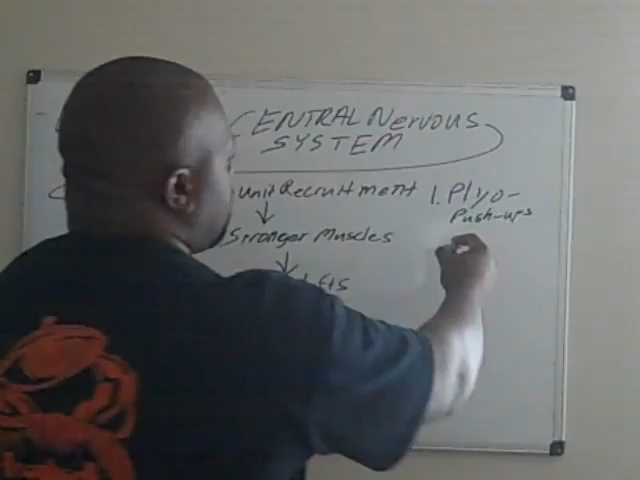 CENTRAL Nervous
SYSTEM
unit Recruitment
Stronger Muscles
1. Plyo-
Push-ups